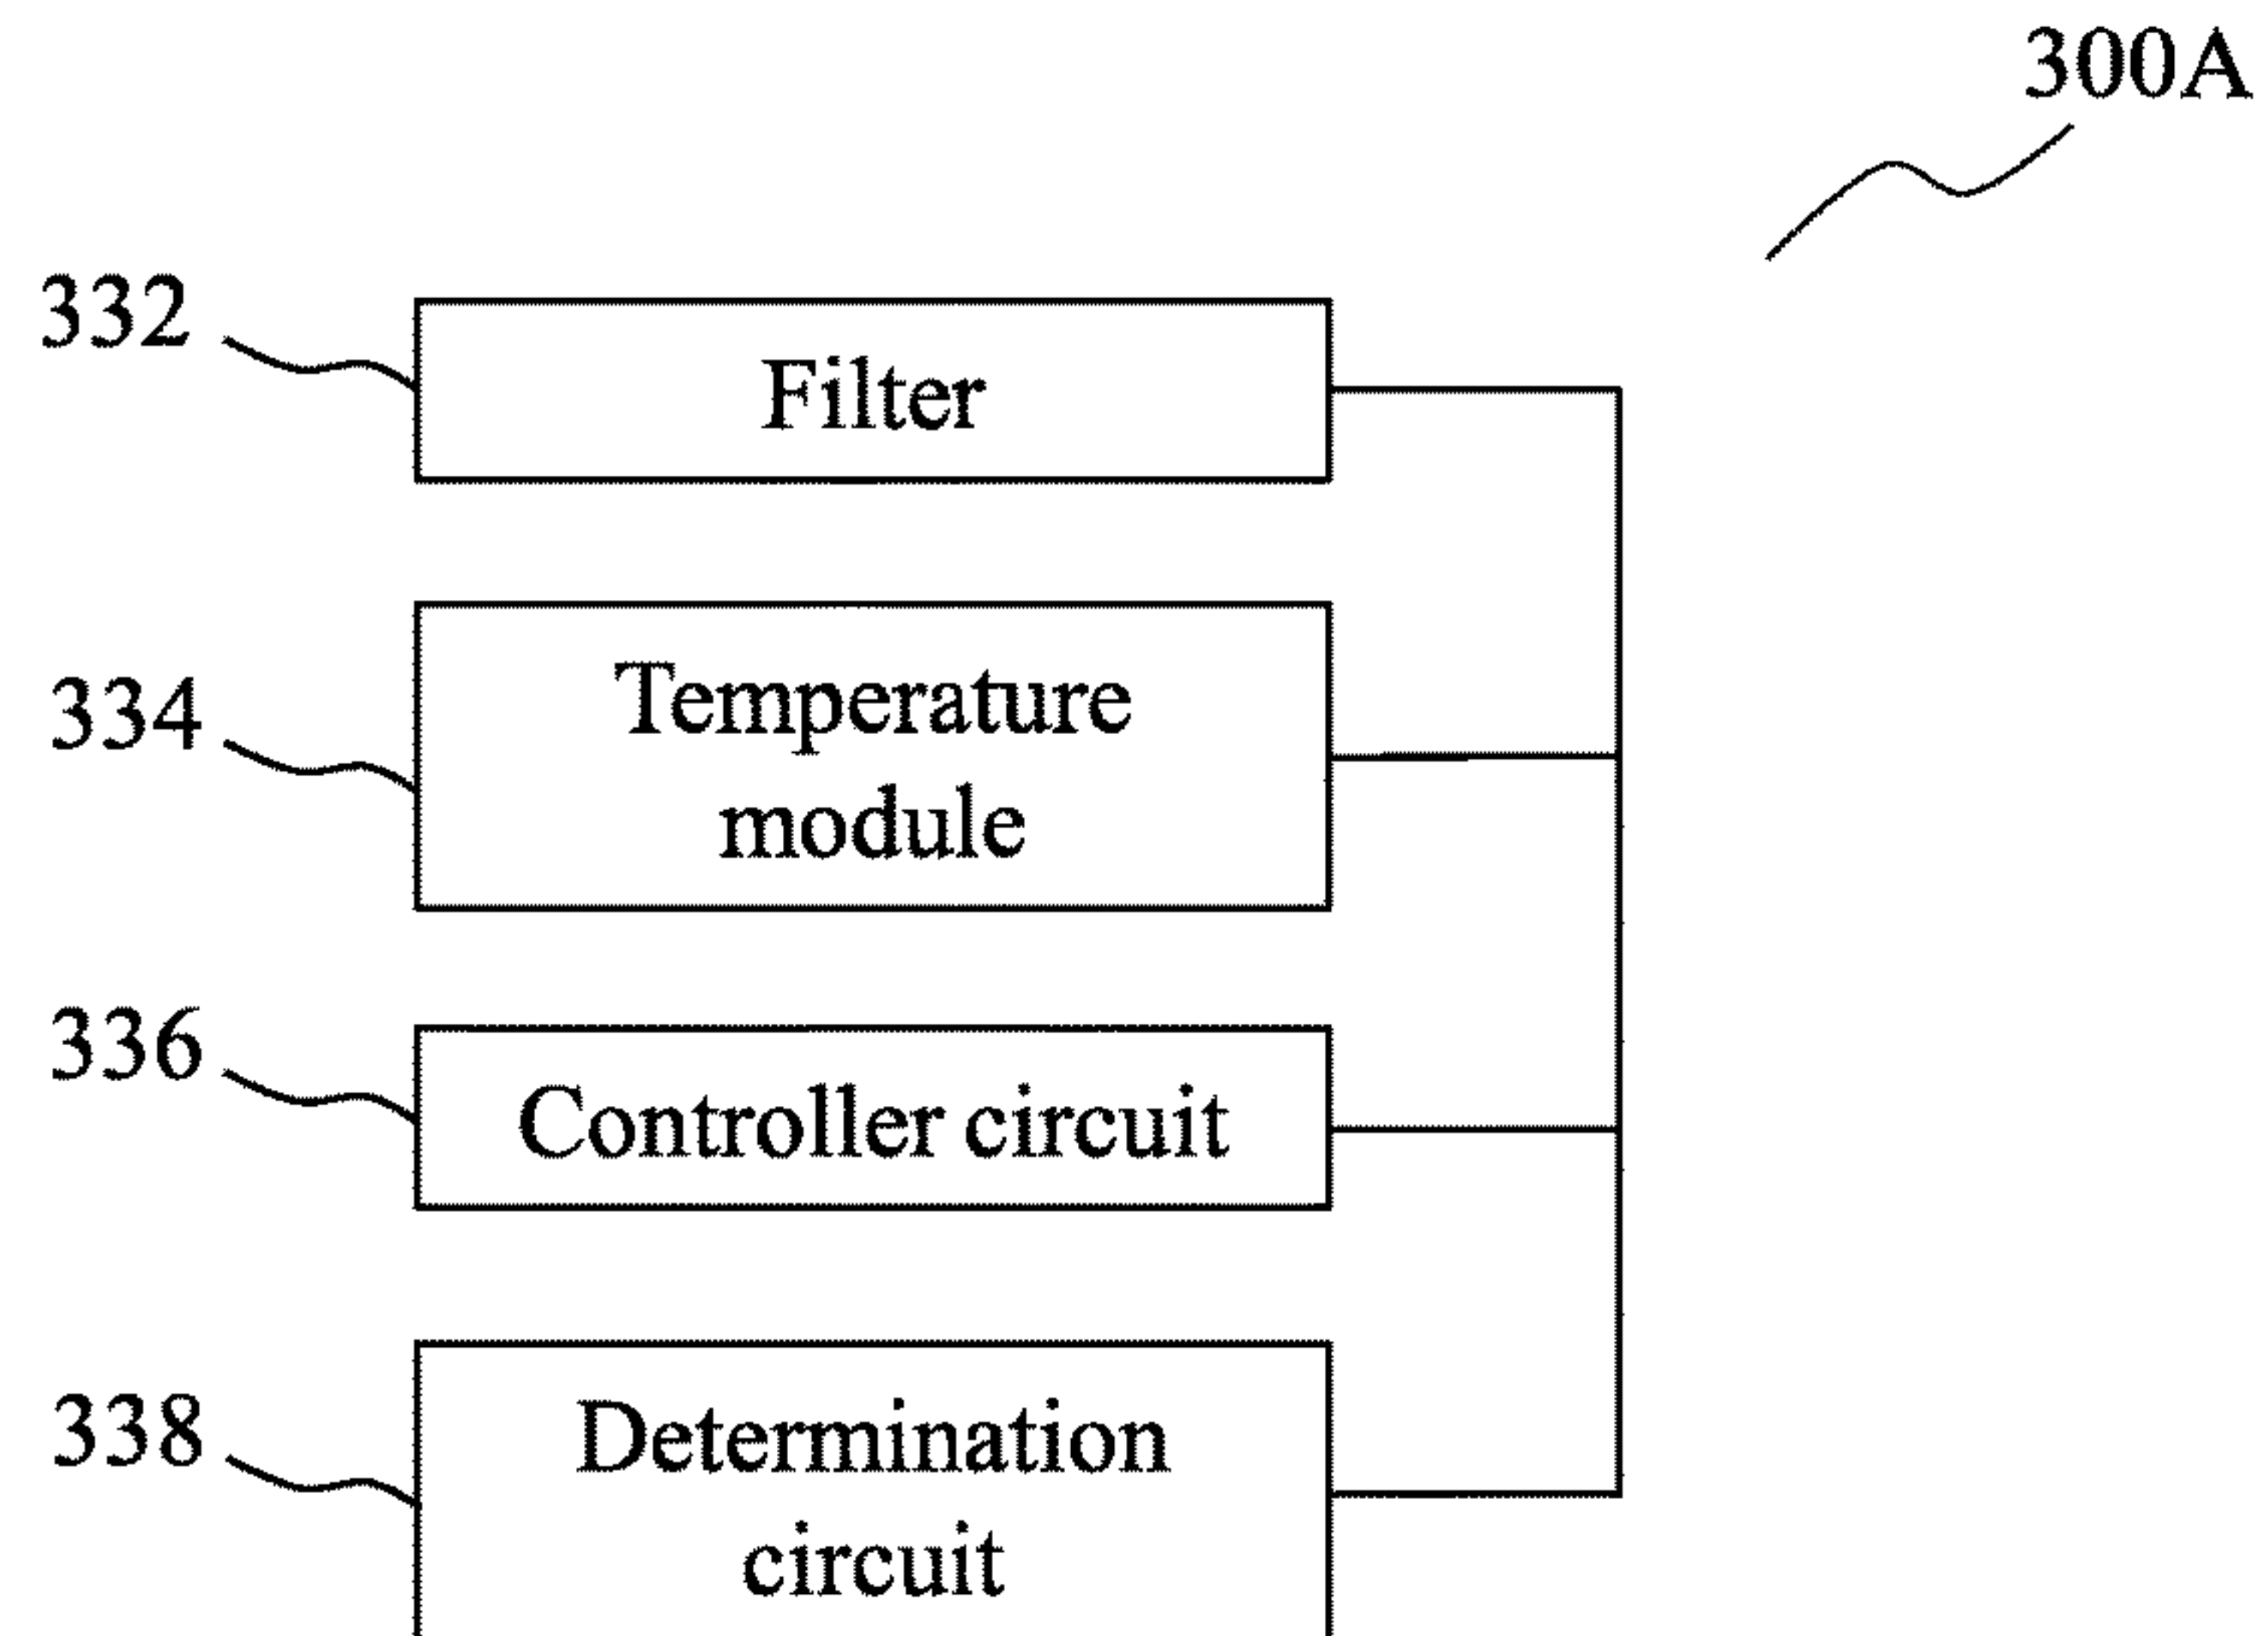 300A
332
Filter
334
Temperature
module
336
Controller circuit
338
Determination
circuit